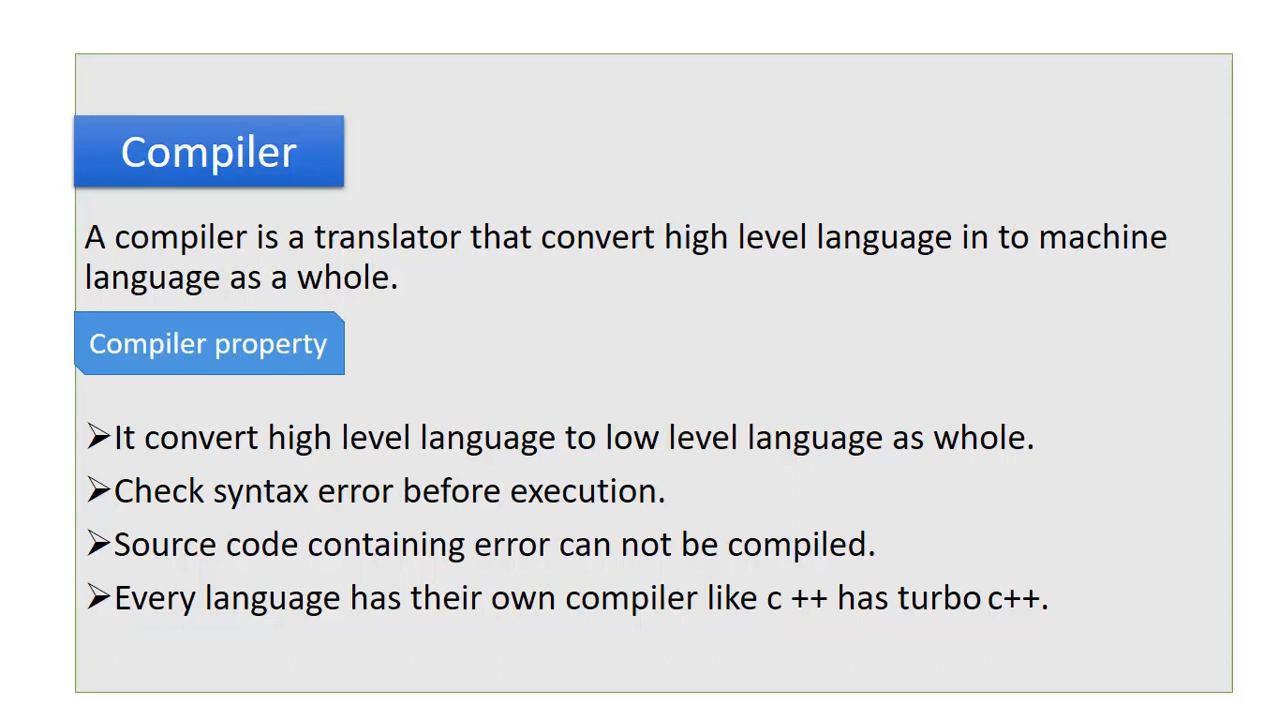 Compiler
A compiler is a translator that convert high level language in to machine
language as a whole.
Compiler property
➢It convert high level language to low level language as whole.
➢Check syntax error before execution.
➢Source code containing error can not be compiled.
➢Every language has their own compiler like c ++ has turbo c++.